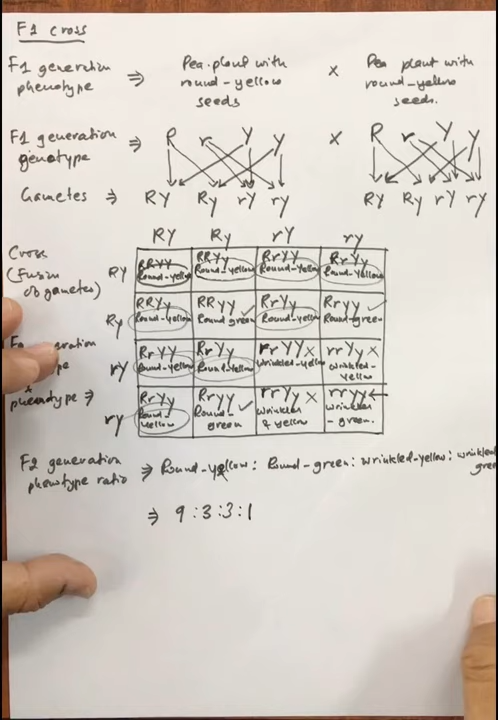 F1 cross
F1 generation phenotype ⇒ Pea plant with round-yellow seeds × Pea plant with round-yellow seeds.
F1 generation genotype ⇒ R r Y y × R r Y y
Gametes ⇒ RY Ry rY ry RY Ry rY ry
RY Ry rY ry
Cross (Fusion of gametes)
RY RRYY Round-yellow RRYy Round-yellow RrYY Round-yellow RrYy Round-Yellow
Ry RRYy Round-yellow RRyy Round green ✓ RrYy Round-yellow Rryy ✓ Round-green
rY RrYY Round-yellow RrYy Round-Yellow rrYY × Wrinkled-yellow rrYy × wrinkled-yellow
phenotype ⇒
ry RrYy Round-yellow Rryy ✓ Round-green rrYy × wrinkled & yellow rryy ← wrinkled-green.
F2 generation phenotype ratio ⇒ Round-yellow : Round-green : wrinkled-yellow : wrinkled green
⇒ 9:3:3:1